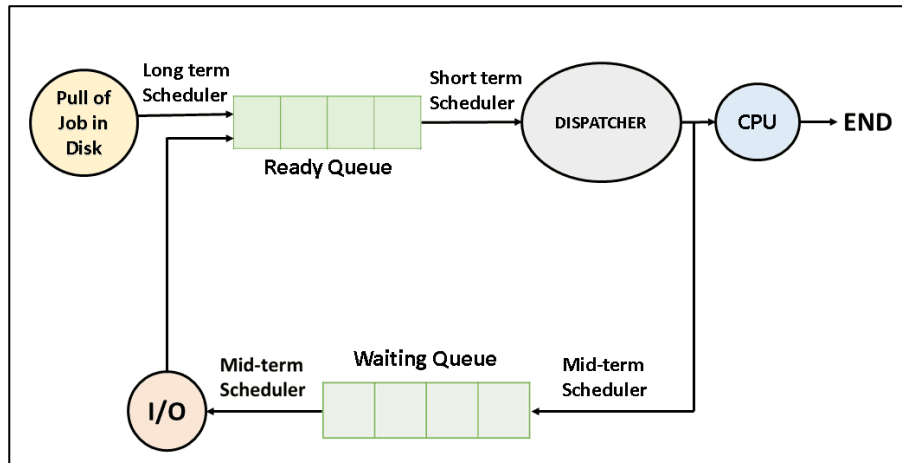 Pull of
Job in
Disk
Long term
Scheduler
Ready Queue
Short term
Scheduler
DISPATCHER
CPU
END
I/O
Mid-term
Scheduler
Waiting Queue
Mid-term
Scheduler